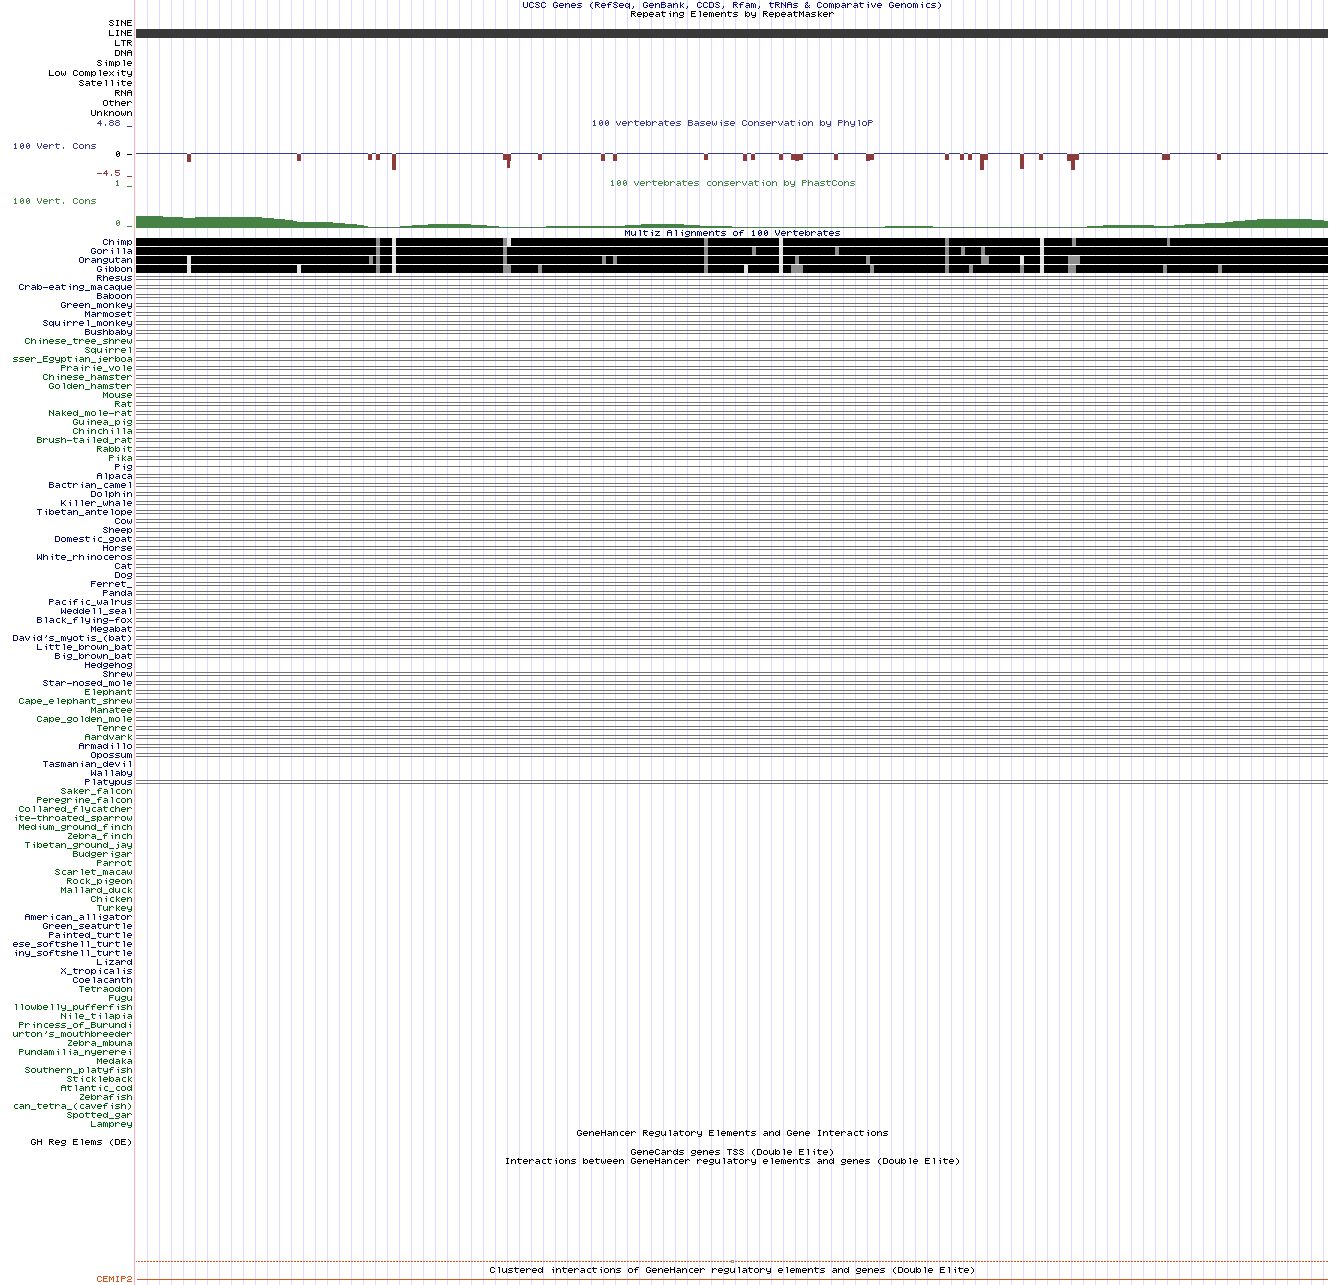 UCSC Genes (RefSeq, GenBank, CCDS, Rfam, tRNAs & Comparative Genomics)
Repeating Elements by RepeatMasker
SINE
LINE
LTR
DNA
Simple
Low Complexity
Satellite
RNA
Other
Unknown
4.88 _
100 vertebrates Basewise Conservation by PhyloP
100 Vert. Cons
0 _
-4.5 _
1 _
100 vertebrates conservation by PhastCons
100 Vert. Cons
0 _
Multiz Alignments of 100 Vertebrates
Chimp
Gorilla
Orangutan
Gibbon
Rhesus
Crab-eating_macaque
Baboon
Green_monkey
Marmoset
Squirrel_monkey
Bushbaby
Chinese_tree_shrew
Squirrel
sser_Egyptian_jerboa
Prairie_vole
Chinese_hamster
Golden_hamster
Mouse
Rat
Naked_mole-rat
Guinea_pig
Chinchilla
Brush-tailed_rat
Rabbit
Pika
Pig
Alpaca
Bactrian_camel
Dolphin
Killer_whale
Tibetan_antelope
Cow
Sheep
Domestic_goat
Horse
White_rhinoceros
Cat
Dog
Ferret_
Panda
Pacific_walrus
Weddell_seal
Black_flying-fox
Megabat
David's_myotis_(bat)
Little_brown_bat
Big_brown_bat
Hedgehog
Shrew
Star-nosed_mole
Elephant
Cape_elephant_shrew
Manatee
Cape_golden_mole
Tenrec
Aardvark
Armadillo
Opossum
Tasmanian_devil
Wallaby
Platypus
Saker_falcon
Peregrine_falcon
Collared_flycatcher
ite-throated_sparrow
Medium_ground_finch
Zebra_finch
Tibetan_ground_jay
Budgerigar
Parrot
Scarlet_macaw
Rock_pigeon
Mallard_duck
Chicken
Turkey
American_alligator
Green_seaturtle
Painted_turtle
ese_softshell_turtle
iny_softshell_turtle
Lizard
X_tropicalis
Coelacanth
Tetraodon
Fugu
llowbelly_pufferfish
Nile_tilapia
Princess_of_Burundi
urton's_mouthbreeder
Zebra_mbuna
Pundamilia_nyererei
Medaka
Southern_platyfish
Stickleback
Atlantic_cod
Zebrafish
can_tetra_(cavefish)
Spotted_gar
Lamprey
GeneHancer Regulatory Elements and Gene Interactions
GH Reg Elems (DE)
GeneCards genes TSS (Double Elite)
Interactions between GeneHancer regulatory elements and genes (Double Elite)
Clustered interactions of GeneHancer regulatory elements and genes (Double Elite)
CEMIP2